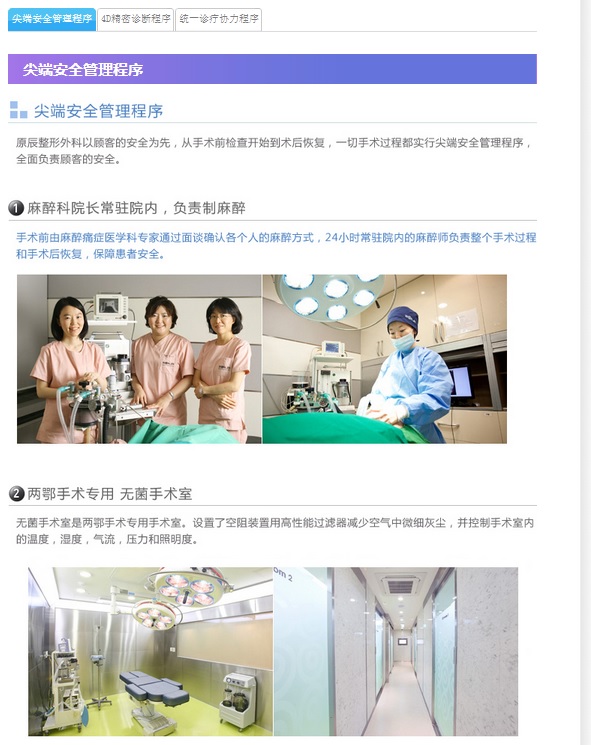 尖端安全管理程序 4D精密诊断程序 统一诊疗协力程序
尖端安全管理程序
尖端安全管理程序
原辰整形外科以顾客的安全为先，从手术前检查开始到术后恢复，一切手术过程都实行尖端安全管理程序，
全面负责顾客的安全。
1 麻醉科院长常驻院内，负责制麻醉
手术前由麻醉痛症医学科专家通过面谈确认各个人的麻醉方式，24小时常驻院内的麻醉师负责整个手术过程
和手术后恢复，保障患者安全。
2 两鄂手术专用 无菌手术室
无菌手术室是两鄂手术专用手术室。设置了空阻装置用高性能过滤器减少空气中微细灰尘，并控制手术室内
的温度，湿度，气流，压力和照明度。
om 2